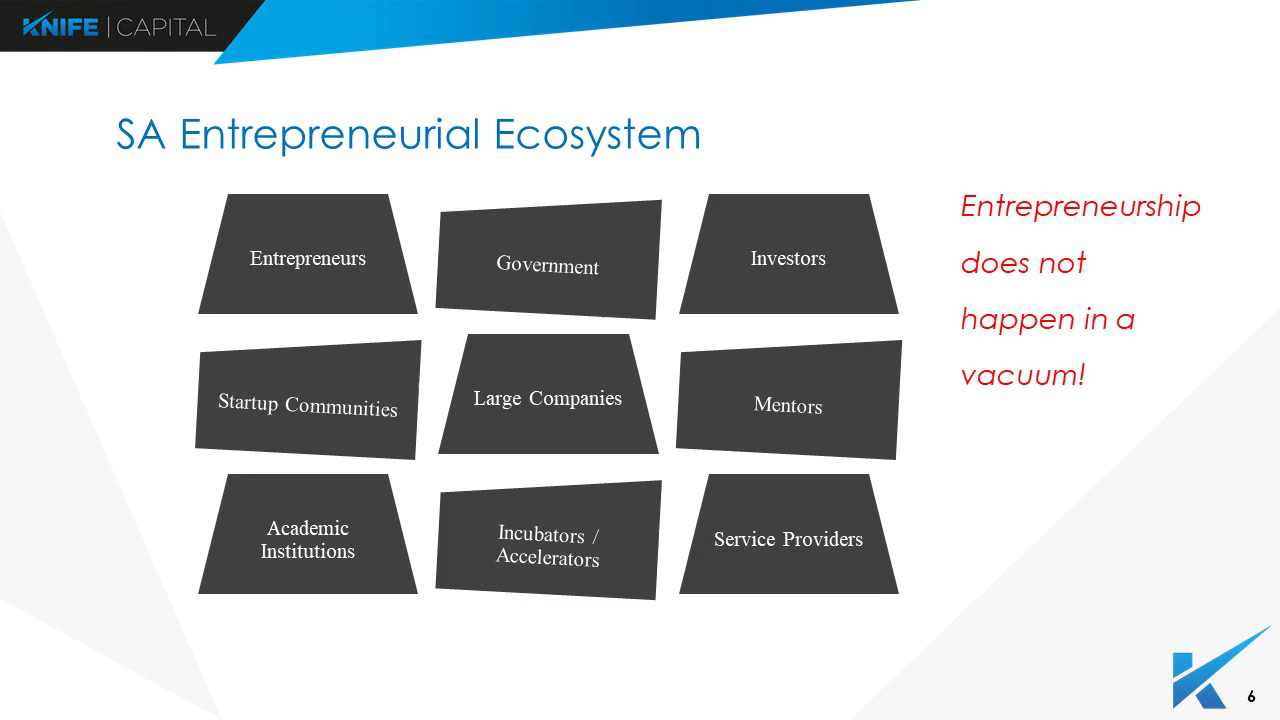 KNIFE | CAPITAL
SA Entrepreneurial Ecosystem
Entrepreneurs
Government
Investors
Startup Communities
Large Companies
Mentors
Academic
Institutions
Incubators /
Accelerators
Service Providers
Entrepreneurship
does not
happen in a
vacuum!
6